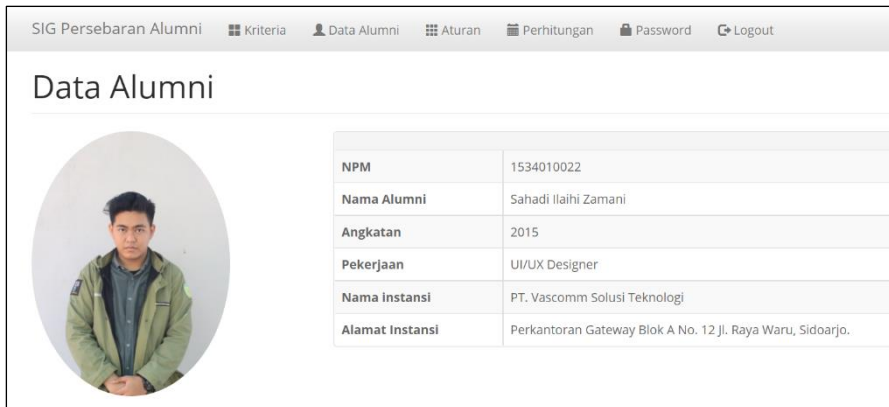 SIG Persebaran Alumni Kriteria Data Alumni Aturan Perhitungan Password Logout
Data Alumni
NPM 1534010022
Nama Alumni Sahadi Ilaihi Zamani
Angkatan 2015
Pekerjaan UI/UX Designer
Nama instansi PT. Vascomm Solusi Teknologi
Alamat Instansi Perkantoran Gateway Blok A No. 12 Jl. Raya Waru, Sidoarjo.